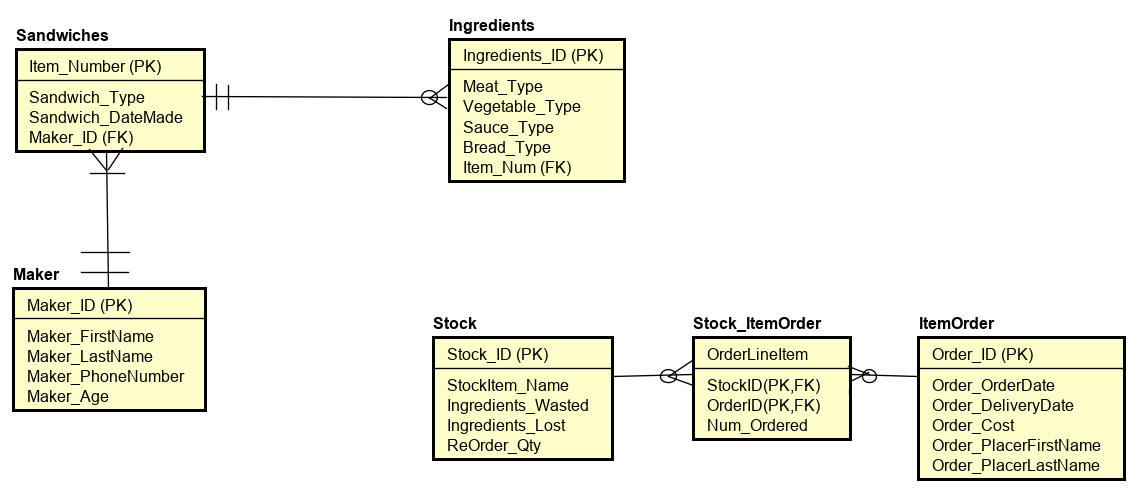 Sandwiches
Item_Number (PK)
Sandwich_Type
Sandwich_DateMade
Maker_ID (FK)
Ingredients
Ingredients_ID (PK)
Meat_Type
Vegetable_Type
Sauce_Type
Bread_Type
Item_Num (FK)
Maker
Maker_ID (PK)
Maker_FirstName
Maker_LastName
Maker_PhoneNumber
Maker_Age
Stock
Stock_ID (PK)
StockItem_Name
Ingredients_Wasted
Ingredients_Lost
ReOrder_Qty
Stock_ItemOrder
OrderLineItem
StockID(PK,FK)
OrderID(PK,FK)
Num_Ordered
ItemOrder
Order_ID (PK)
Order_OrderDate
Order_DeliveryDate
Order_Cost
Order_PlacerFirstName
Order_PlacerLastName